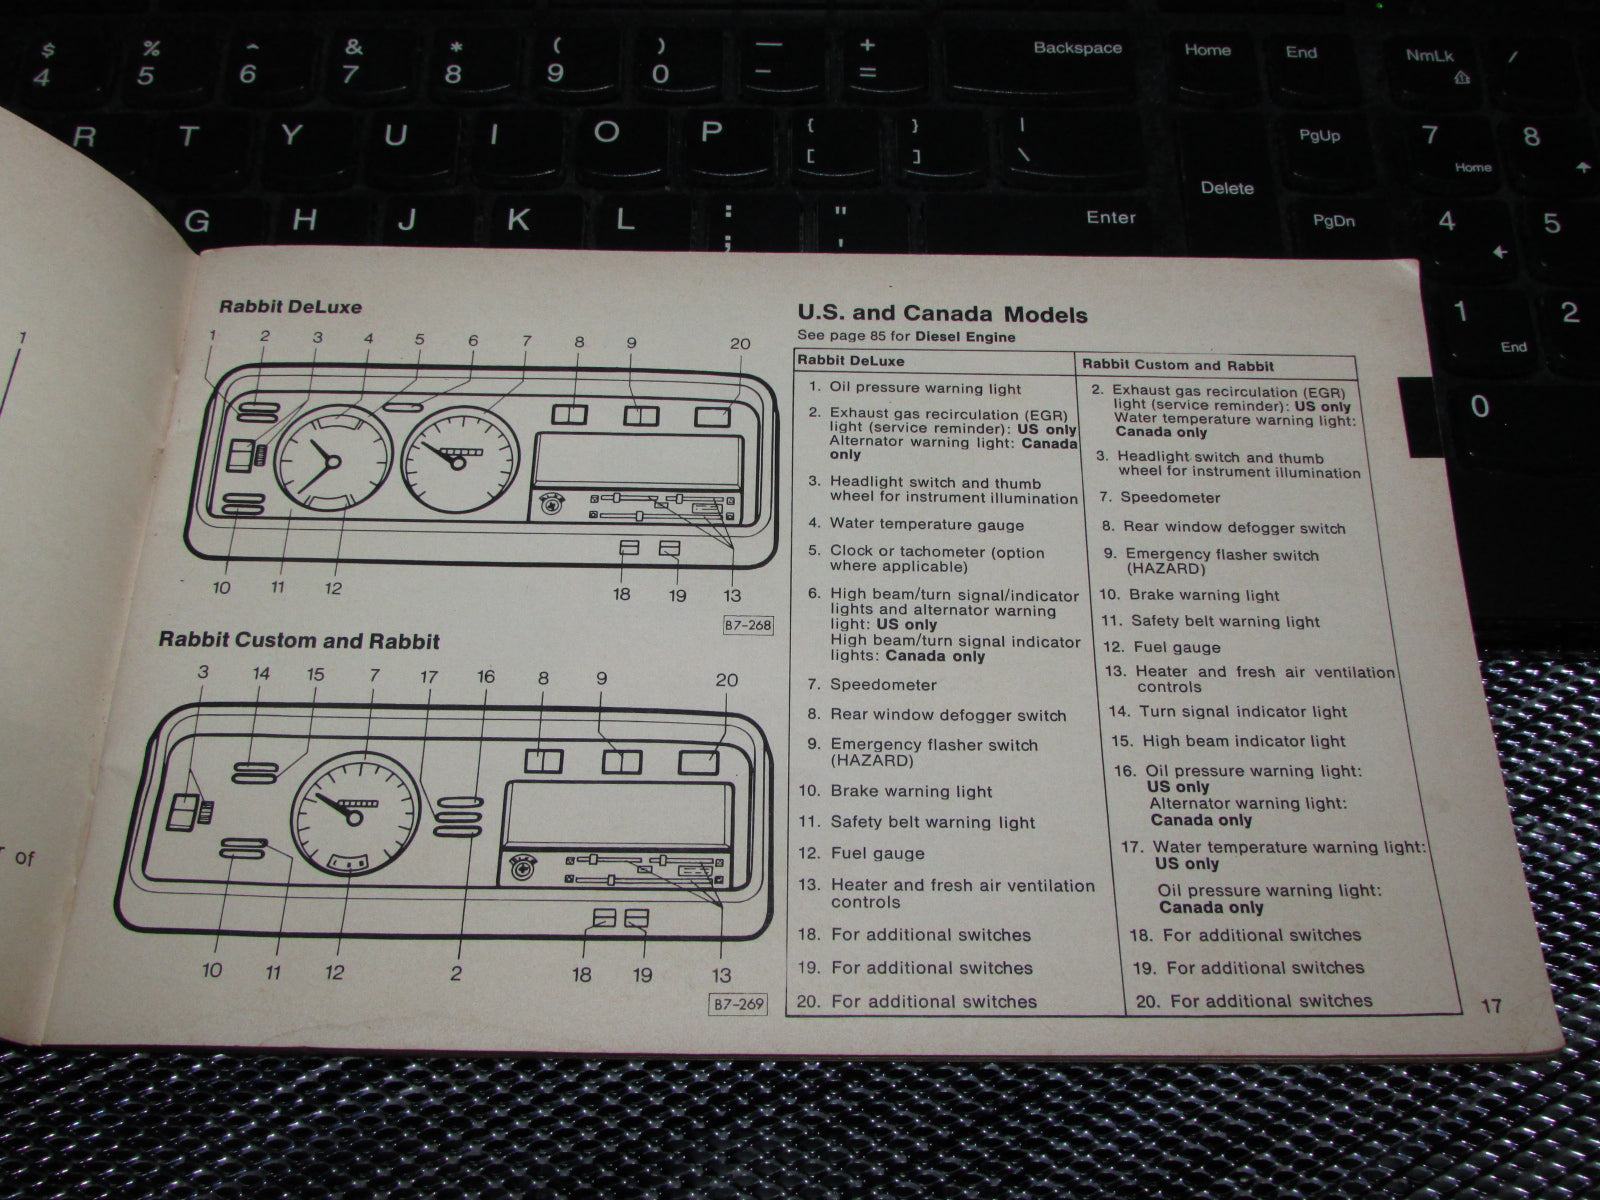 $ % ^ & * ( ) — + Backspace Home End NmLk /
4 5 6 7 8 9 0 - =
R T Y U I O P { [ } ] | \ Delete PgUp 7 Home 8
G H J K L : ; " ' Enter PgDn 4 5
1 End 2
0
1
r of
Rabbit DeLuxe
1 2 3 4 5 6 7 8 9 20
10 11 12 18 19 13
B7-268
Rabbit Custom and Rabbit
3 14 15 7 17 16 8 9 20
10 11 12 2 18 19 13
B7-269
U.S. and Canada Models
See page 85 for Diesel Engine
Rabbit DeLuxe
1. Oil pressure warning light
2. Exhaust gas recirculation (EGR)
light (service reminder): US only
Alternator warning light: Canada
only
3. Headlight switch and thumb
wheel for instrument illumination
4. Water temperature gauge
5. Clock or tachometer (option
where applicable)
6. High beam/turn signal/indicator
lights and alternator warning
light: US only
High beam/turn signal indicator
lights: Canada only
7. Speedometer
8. Rear window defogger switch
9. Emergency flasher switch
(HAZARD)
10. Brake warning light
11. Safety belt warning light
12. Fuel gauge
13. Heater and fresh air ventilation
controls
18. For additional switches
19. For additional switches
20. For additional switches
Rabbit Custom and Rabbit
2. Exhaust gas recirculation (EGR)
light (service reminder): US only
Water temperature warning light:
Canada only
3. Headlight switch and thumb
wheel for instrument illumination
7. Speedometer
8. Rear window defogger switch
9. Emergency flasher switch
(HAZARD)
10. Brake warning light
11. Safety belt warning light
12. Fuel gauge
13. Heater and fresh air ventilation
controls
14. Turn signal indicator light
15. High beam indicator light
16. Oil pressure warning light:
US only
Alternator warning light:
Canada only
17. Water temperature warning light:
US only
Oil pressure warning light:
Canada only
18. For additional switches
19. For additional switches
20. For additional switches
17